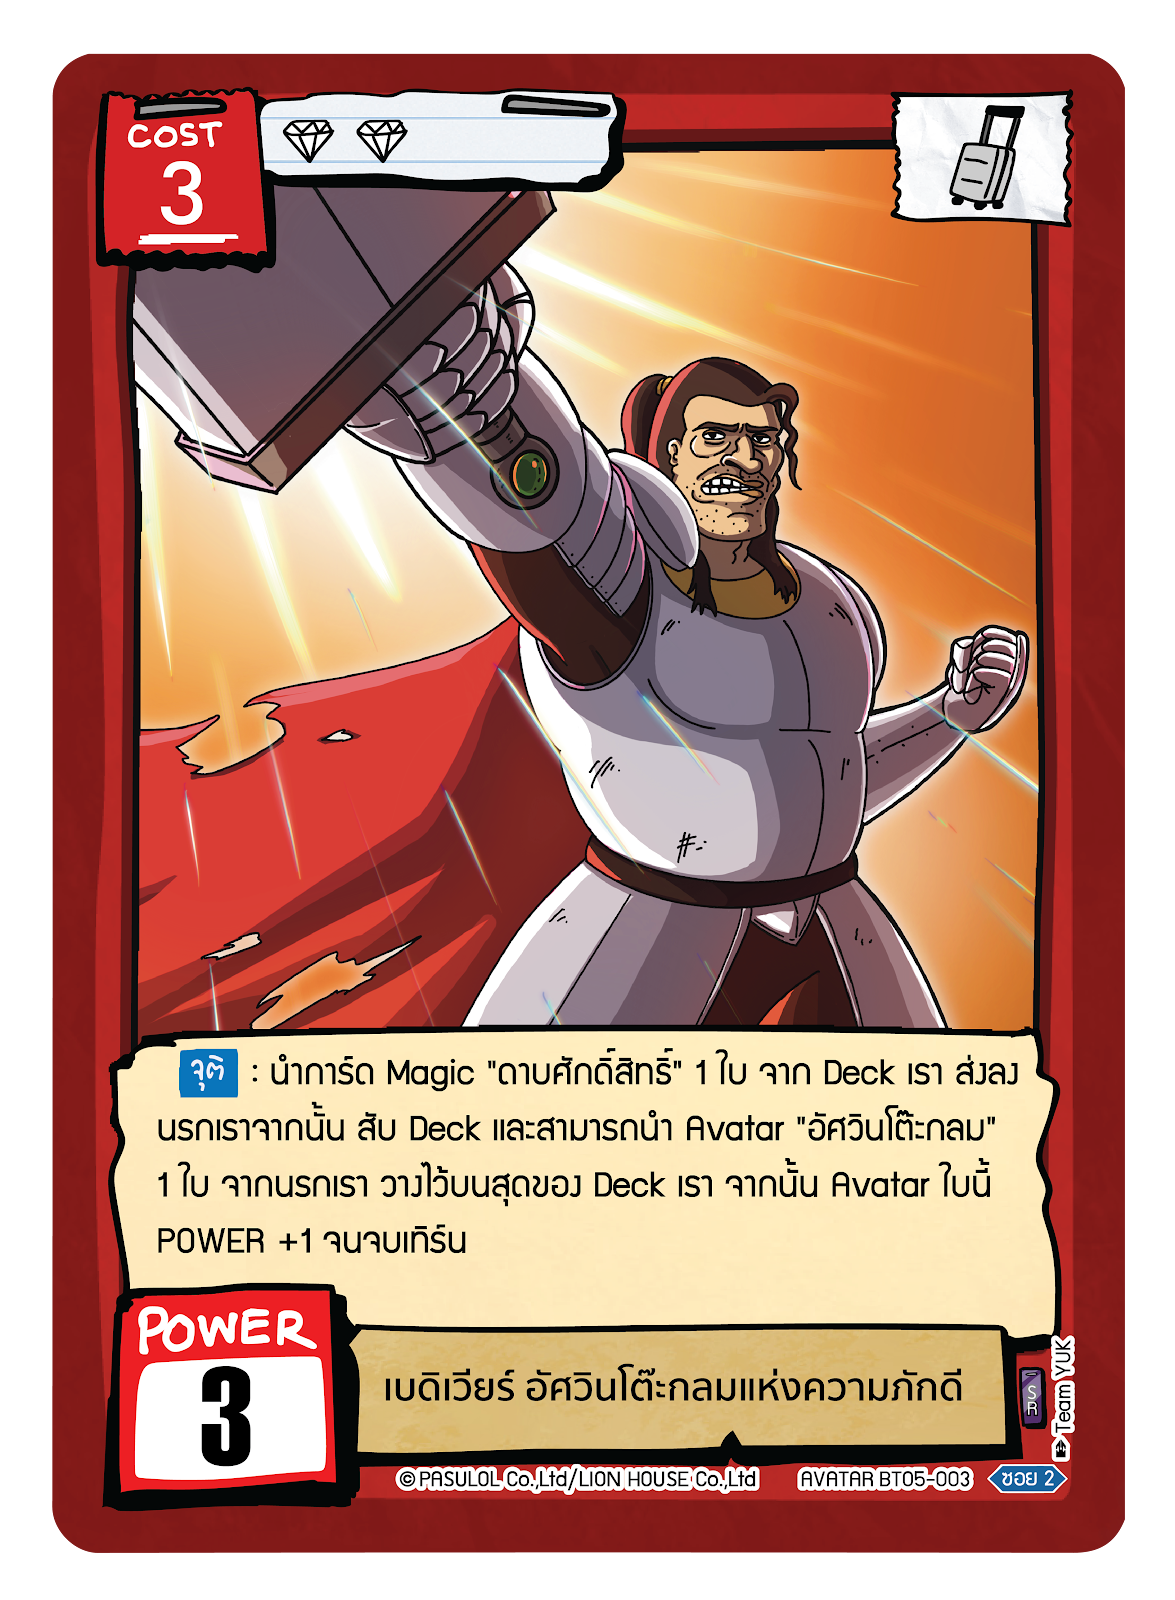 COST
3
จุติ : นำการ์ด Magic "ดาบศักดิ์สิทธิ์" 1 ใบ จาก Deck เรา ส่งลง
นรกเราจากนั้น สับ Deck และสามารถนำ Avatar "อัศวินโต๊ะกลม"
1 ใบ จากนรกเรา วางไว้บนสุดของ Deck เรา จากนั้น Avatar ใบนี้
POWER +1 จนจบเทิร์น
POWER
3
เบดิเวียร์ อัศวินโต๊ะกลมแห่งความภักดี
SR
Team YUK
© PASULOL Co.,Ltd/LION HOUSE Co.,Ltd
AVATAR BT05-003
ซอย 2